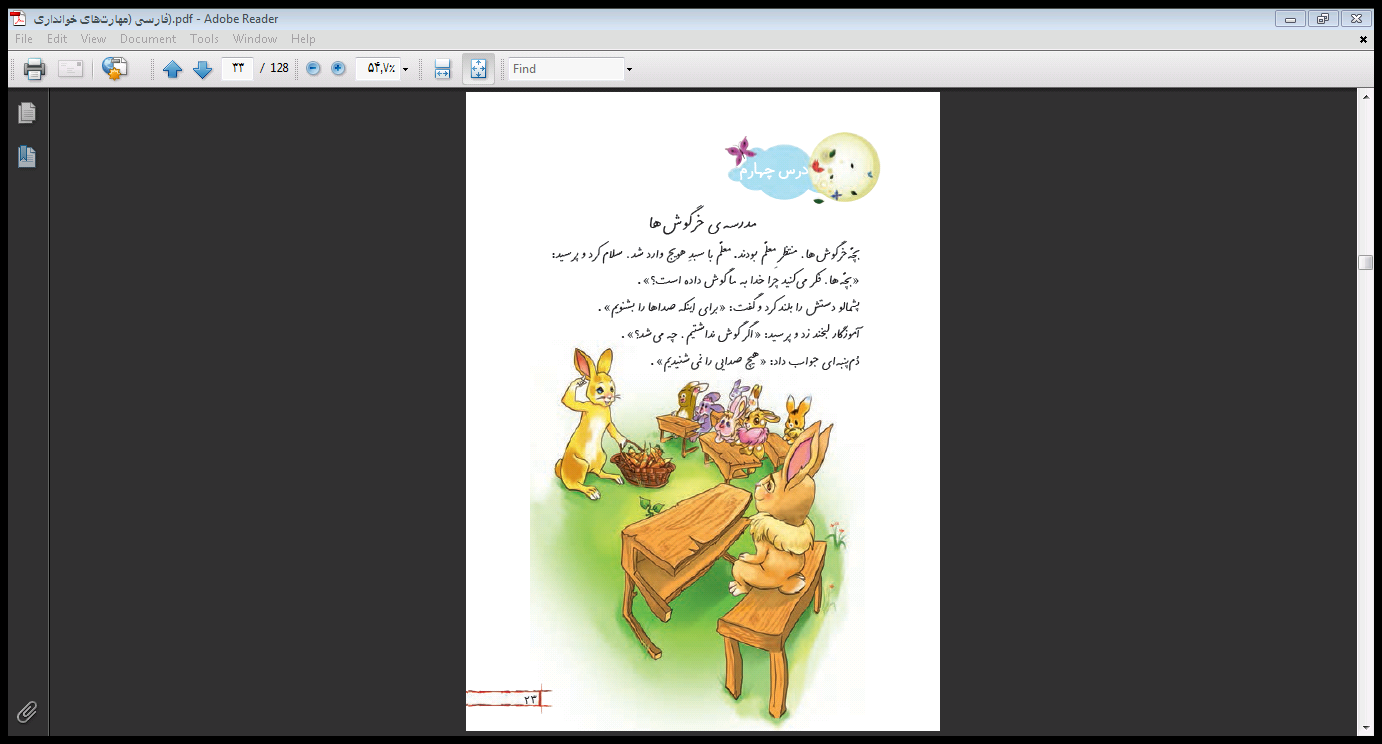 فارسی (مهارت‌های خوانداری).pdf - Adobe Reader
File Edit View Document Tools Window Help
۳۳ / 128 ۵۴,۷٪ Find
درس چهارم
مدرسه‌ی خرگوش‌ها
بچّه خرگوش‌ها، منتظرِ معلّم بودند. معلّم با سبدِ هویج وارد شد. سلام کرد و پرسید:
«بچّه‌ها، فکر می‌کنید چرا خدا به ما گوش داده است؟».
پشمالو دستش را بلند کرد و گفت: «برای اینکه صداها را بشنویم».
آموزگار لبخند زد و پرسید: «اگر گوش نداشتیم، چه می‌شد؟».
دُم‌پنبه‌ای جواب داد: «هیچ صدایی را نمی‌شنیدیم».
۲۳